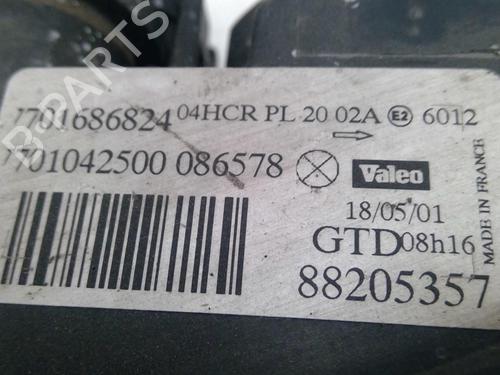 7701686824 04HCR PL 20 02A E2 6012
7701042500 086578 Valeo
18/05/01
GTD 08h16
88205357
MADE IN FRANCE
B-PARTS